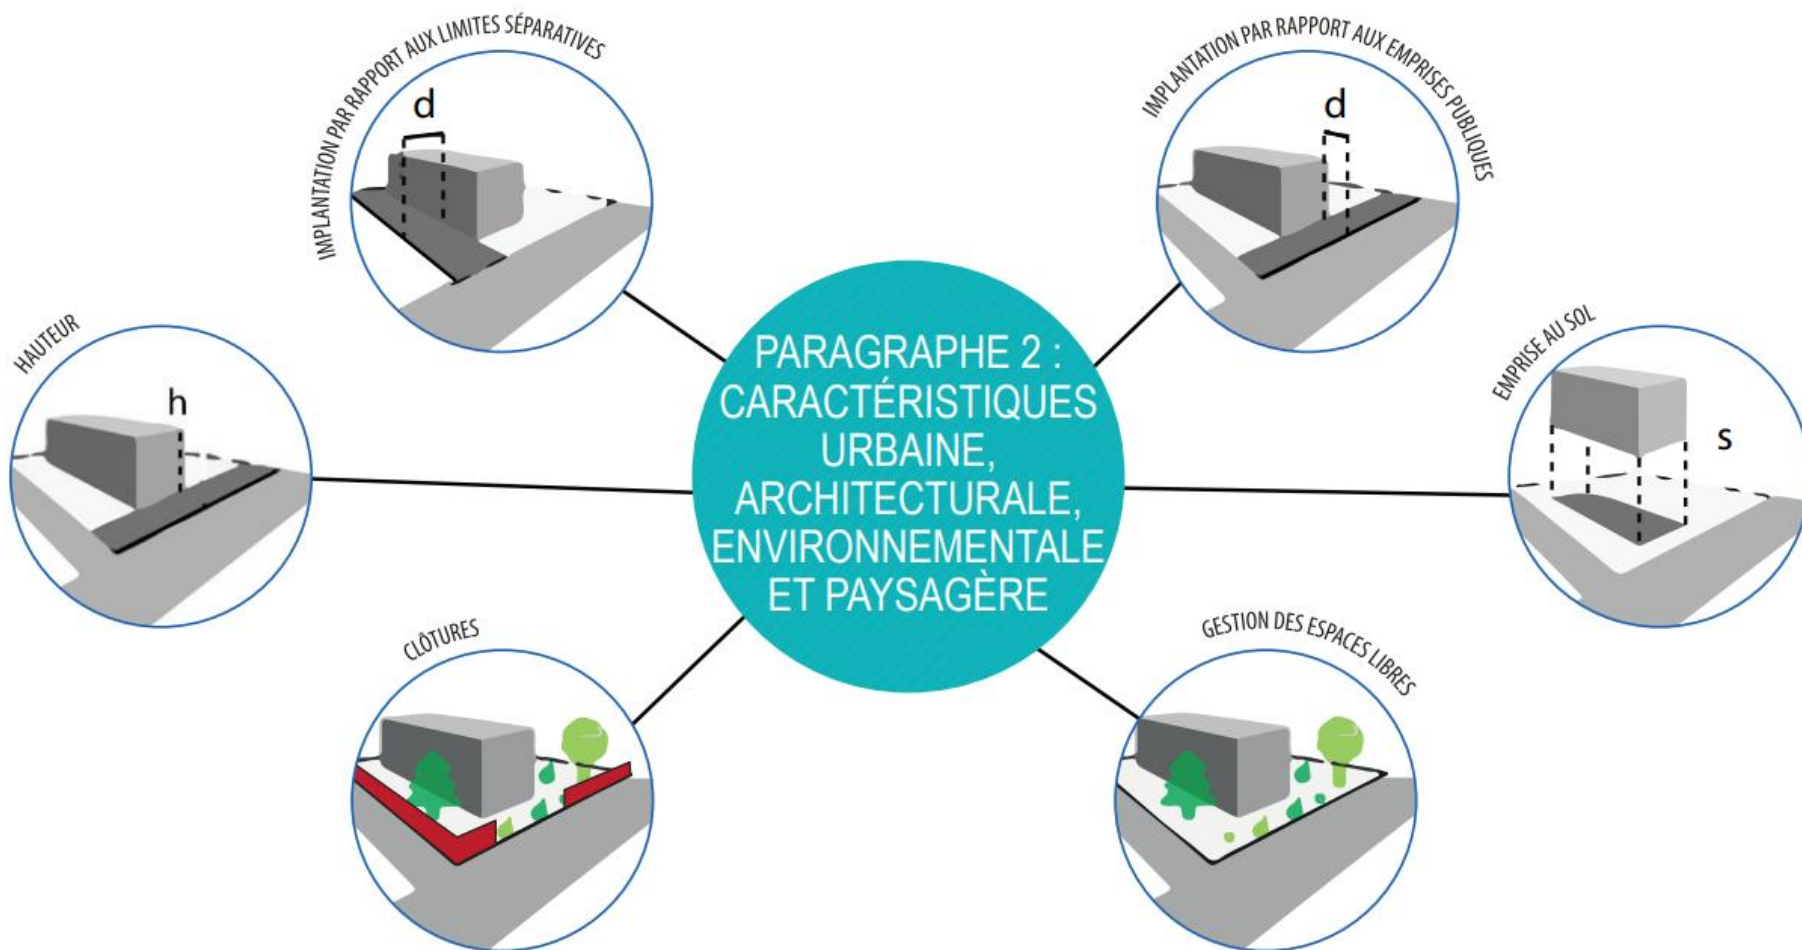 IMPLANTATION PAR RAPPORT AUX LIMITES SÉPARATIVES
d
IMPLANTATION PAR RAPPORT AUX EMPRISES PUBLIQUES
d
HAUTEUR
h
PARAGRAPHE 2 :
CARACTÉRISTIQUES
URBAINE,
ARCHITECTURALE,
ENVIRONNEMENTALE
ET PAYSAGÈRE
EMPRISE AU SOL
s
CLÔTURES
GESTION DES ESPACES LIBRES